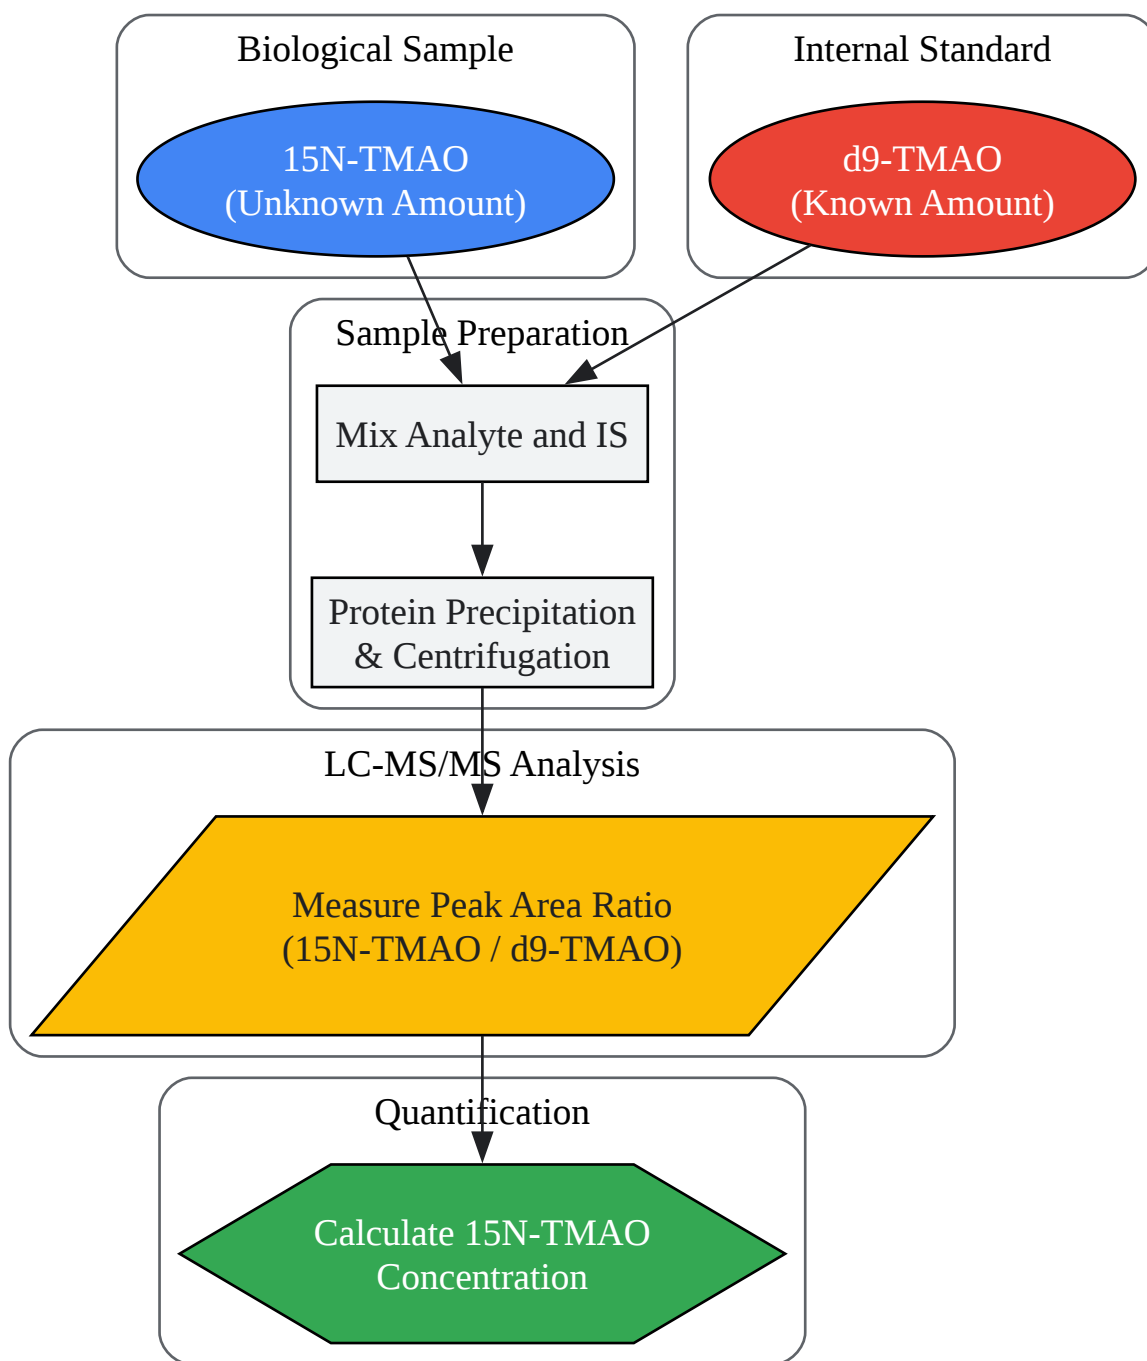 Biological Sample
15N-TMAO
(Unknown Amount)
Internal Standard
d9-TMAO
(Known Amount)
Sample Preparation
Mix Analyte and IS
Protein Precipitation
& Centrifugation
LC-MS/MS Analysis
Measure Peak Area Ratio
(15N-TMAO / d9-TMAO)
Quantification
Calculate 15N-TMAO
Concentration